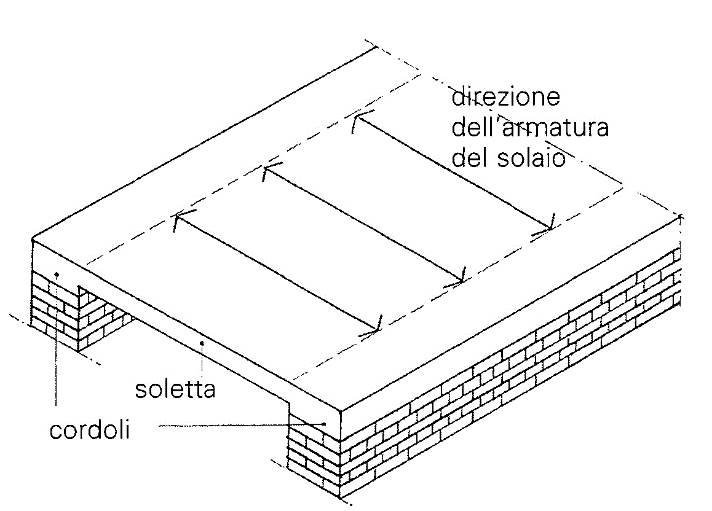 direzione
dell'armatura
del solaio
soletta
cordoli